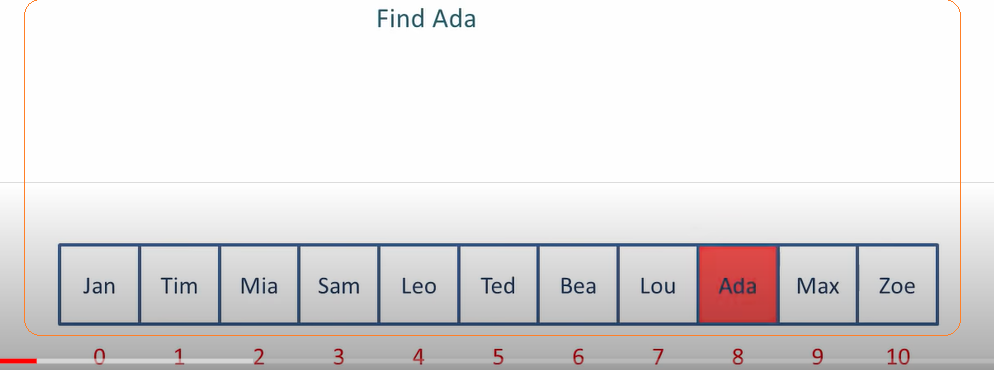 Find Ada
Jan Tim Mia Sam Leo Ted Bea Lou Ada Max Zoe
0 1 2 3 4 5 6 7 8 9 10